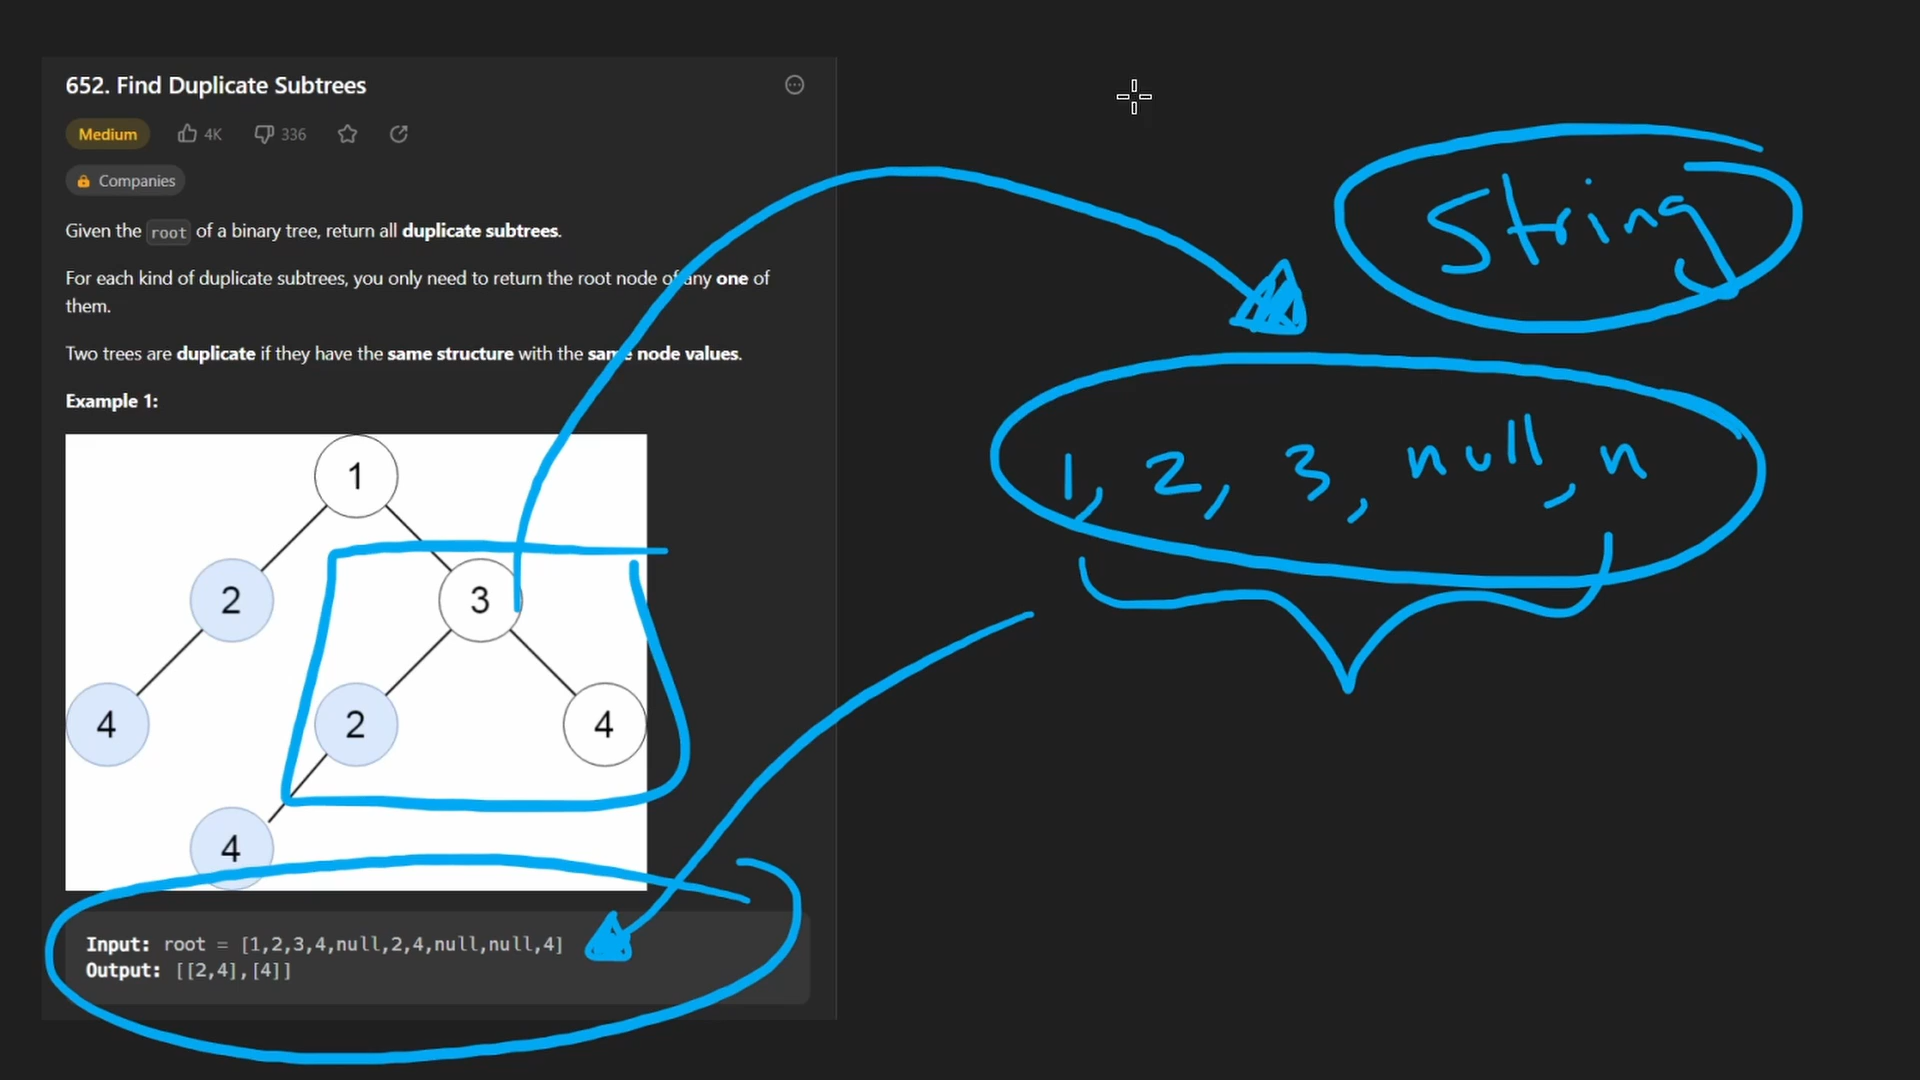 652. Find Duplicate Subtrees
Medium 4K 336
Companies
Given the root of a binary tree, return all duplicate subtrees.
For each kind of duplicate subtrees, you only need to return the root node of any one of
them.
Two trees are duplicate if they have the same structure with the same node values.
Example 1:
1
2 3
4 2 4
4
Input: root = [1,2,3,4,null,2,4,null,null,4]
Output: [[2,4],[4]]
String
1, 2, 3, null, n